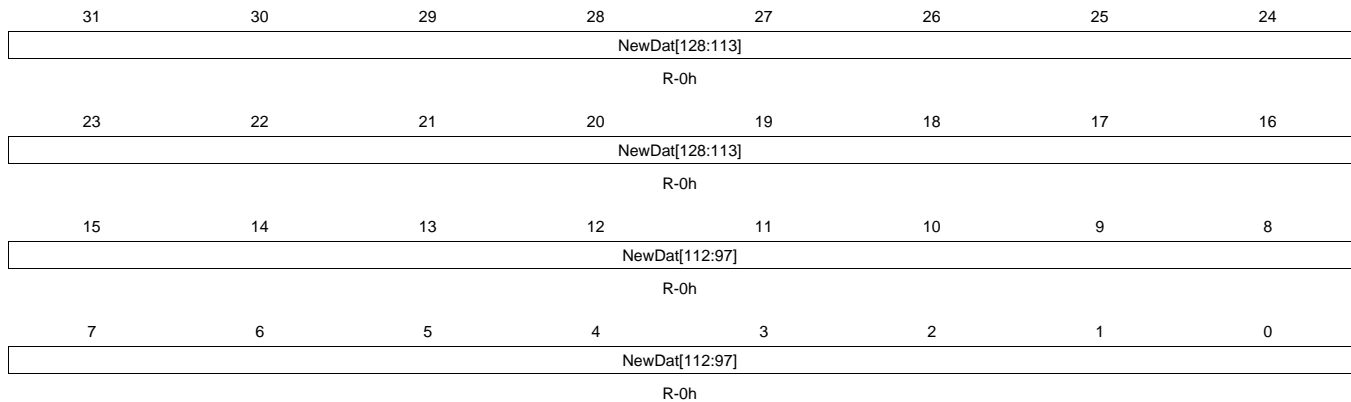 31 30 29 28 27 26 25 24
NewDat[128:113]
R-0h
23 22 21 20 19 18 17 16
NewDat[128:113]
R-0h
15 14 13 12 11 10 9 8
NewDat[112:97]
R-0h
7 6 5 4 3 2 1 0
NewDat[112:97]
R-0h